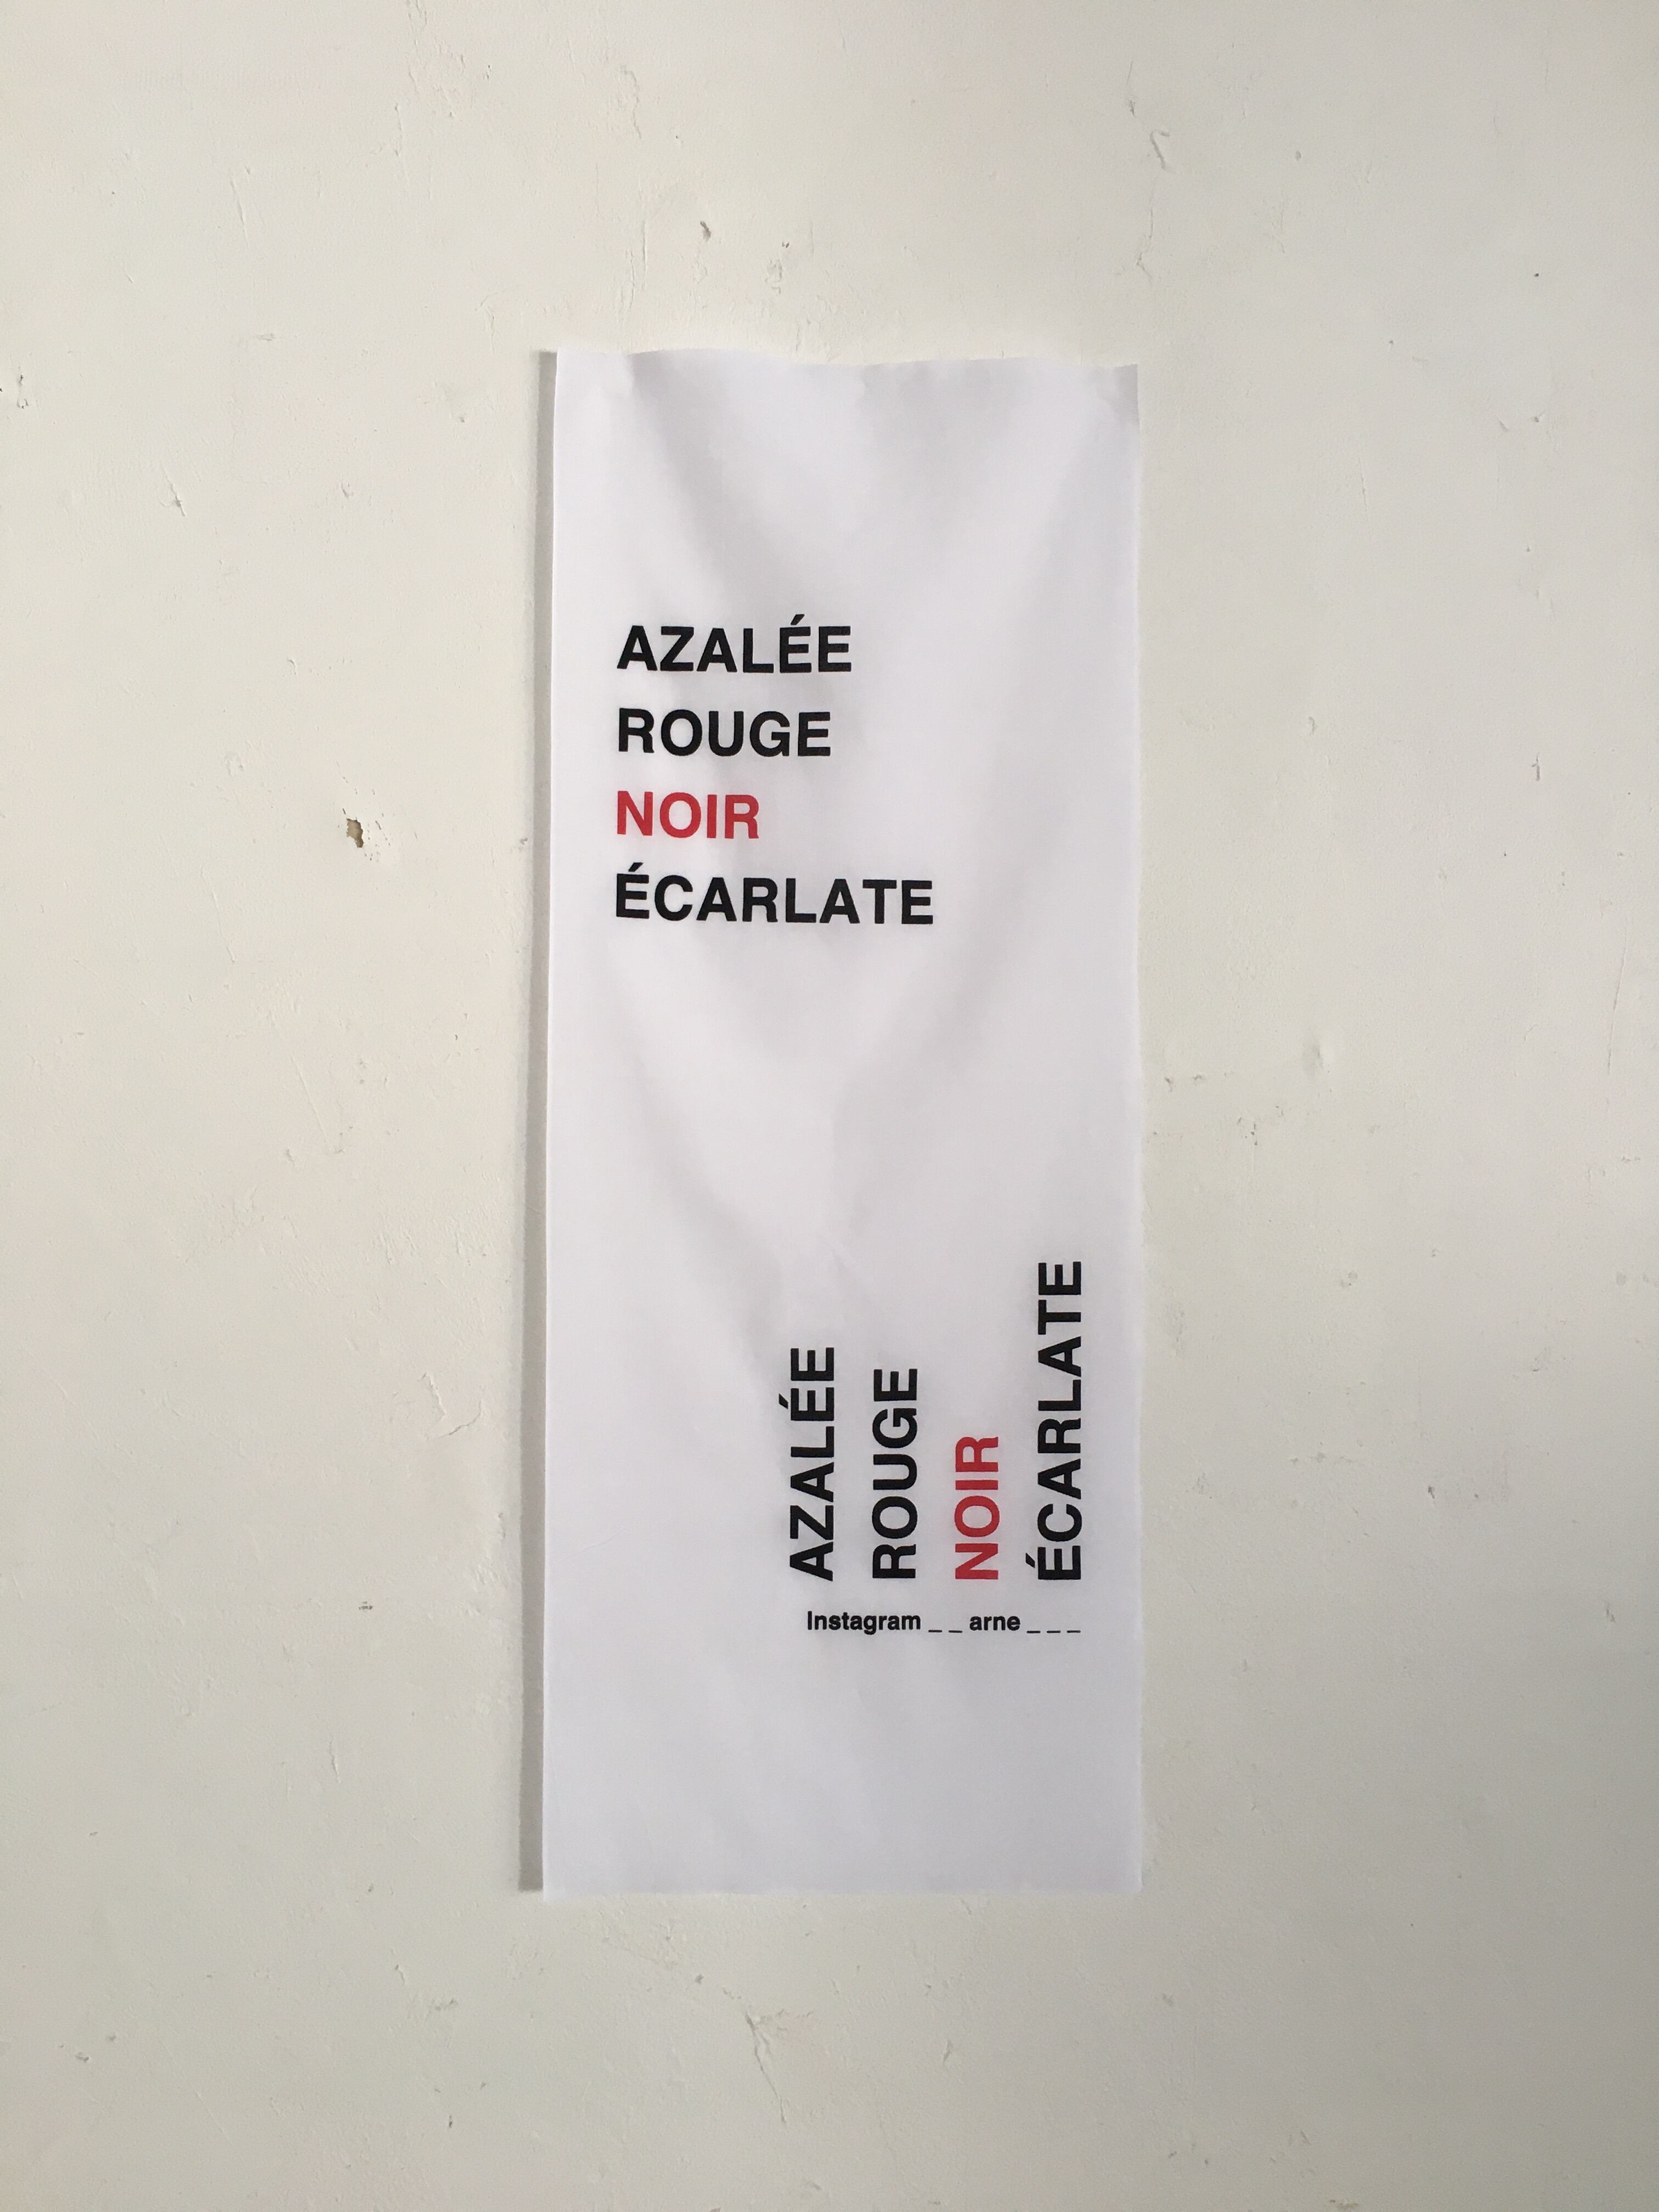 AZALÉE
ROUGE
NOIR
ÉCARLATE
AZALÉE
ROUGE
NOIR
ÉCARLATE
Instagram _ _ arne _ _ _